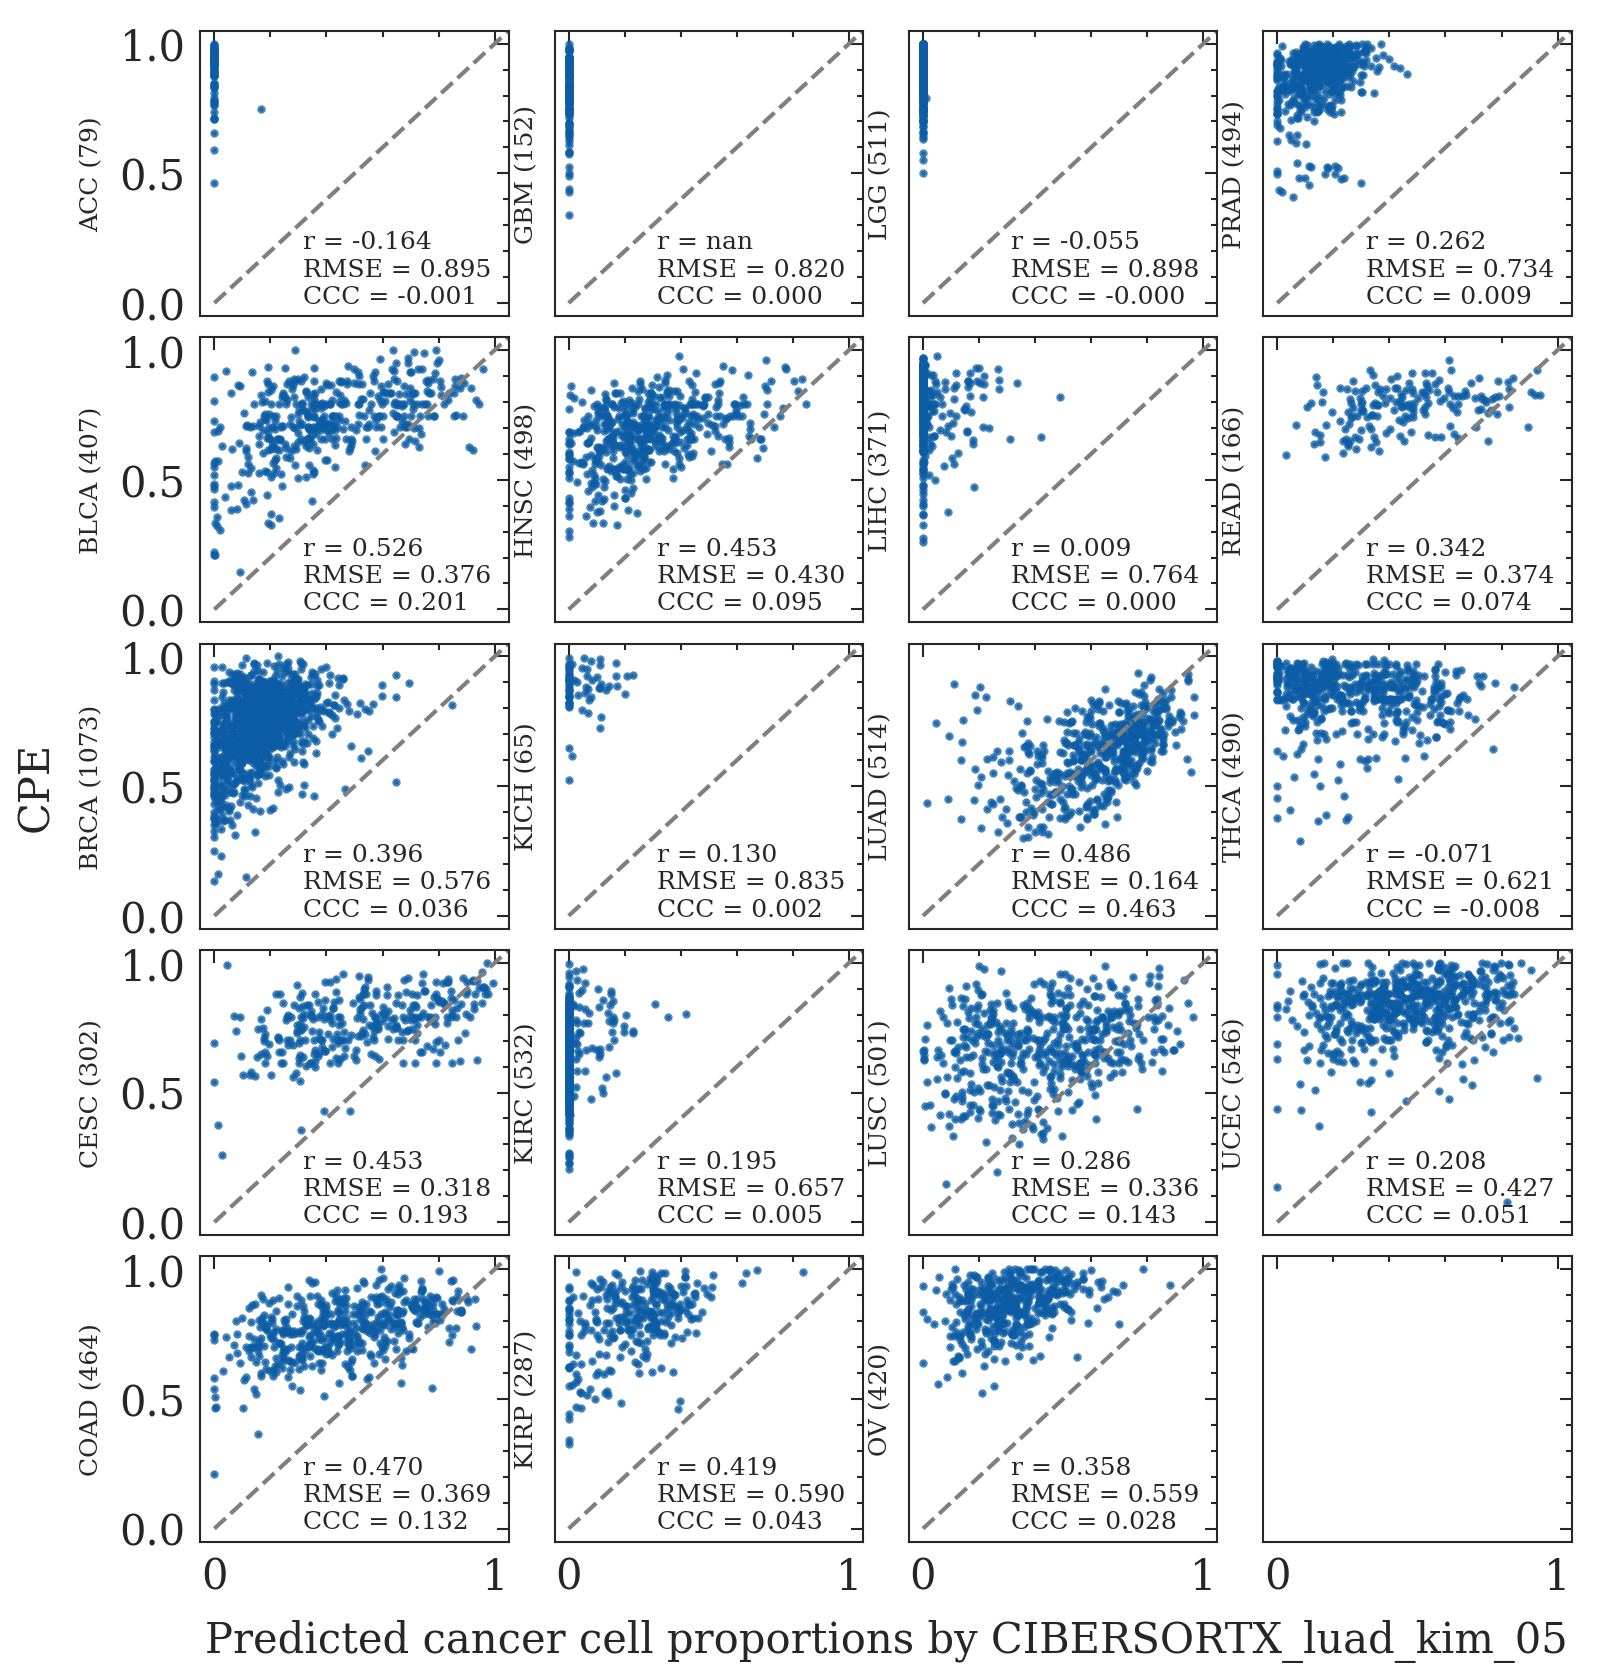 CPE
ACC (79)
1.0
0.5
0.0
r = -0.164
RMSE = 0.895
CCC = -0.001
GBM (152)
r = nan
RMSE = 0.820
CCC = 0.000
LGG (511)
r = -0.055
RMSE = 0.898
CCC = -0.000
PRAD (494)
r = 0.262
RMSE = 0.734
CCC = 0.009
BLCA (407)
1.0
0.5
0.0
r = 0.526
RMSE = 0.376
CCC = 0.201
HNSC (498)
r = 0.453
RMSE = 0.430
CCC = 0.095
LIHC (371)
r = 0.009
RMSE = 0.764
CCC = 0.000
READ (166)
r = 0.342
RMSE = 0.374
CCC = 0.074
BRCA (1073)
1.0
0.5
0.0
r = 0.396
RMSE = 0.576
CCC = 0.036
KICH (65)
r = 0.130
RMSE = 0.835
CCC = 0.002
LUAD (514)
r = 0.486
RMSE = 0.164
CCC = 0.463
THCA (490)
r = -0.071
RMSE = 0.621
CCC = -0.008
CESC (302)
1.0
0.5
0.0
r = 0.453
RMSE = 0.318
CCC = 0.193
KIRC (532)
r = 0.195
RMSE = 0.657
CCC = 0.005
LUSC (501)
r = 0.286
RMSE = 0.336
CCC = 0.143
UCEC (546)
r = 0.208
RMSE = 0.427
CCC = 0.051
COAD (464)
1.0
0.5
0.0
r = 0.470
RMSE = 0.369
CCC = 0.132
KIRP (287)
r = 0.419
RMSE = 0.590
CCC = 0.043
OV (420)
r = 0.358
RMSE = 0.559
CCC = 0.028
0 1 0 1 0 1 0 1
Predicted cancer cell proportions by CIBERSORTX_luad_kim_05